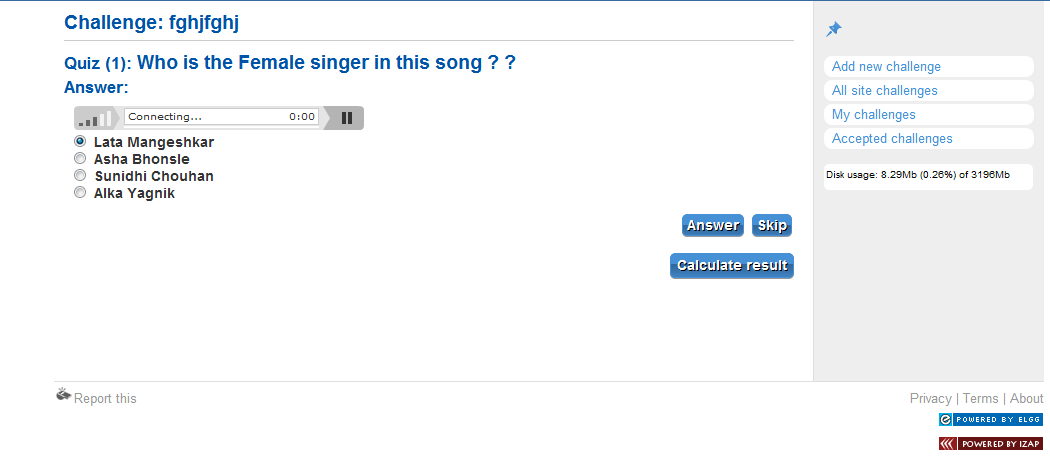 Challenge: fghjfghj
Quiz (1): Who is the Female singer in this song ? ?
Answer:
Connecting... 0:00
Lata Mangeshkar
Asha Bhonsle
Sunidhi Chouhan
Alka Yagnik
Answer Skip
Calculate result
Add new challenge
All site challenges
My challenges
Accepted challenges
Disk usage: 8.29Mb (0.26%) of 3196Mb
Report this
Privacy | Terms | About
POWERED BY ELGG
POWERED BY IZAP